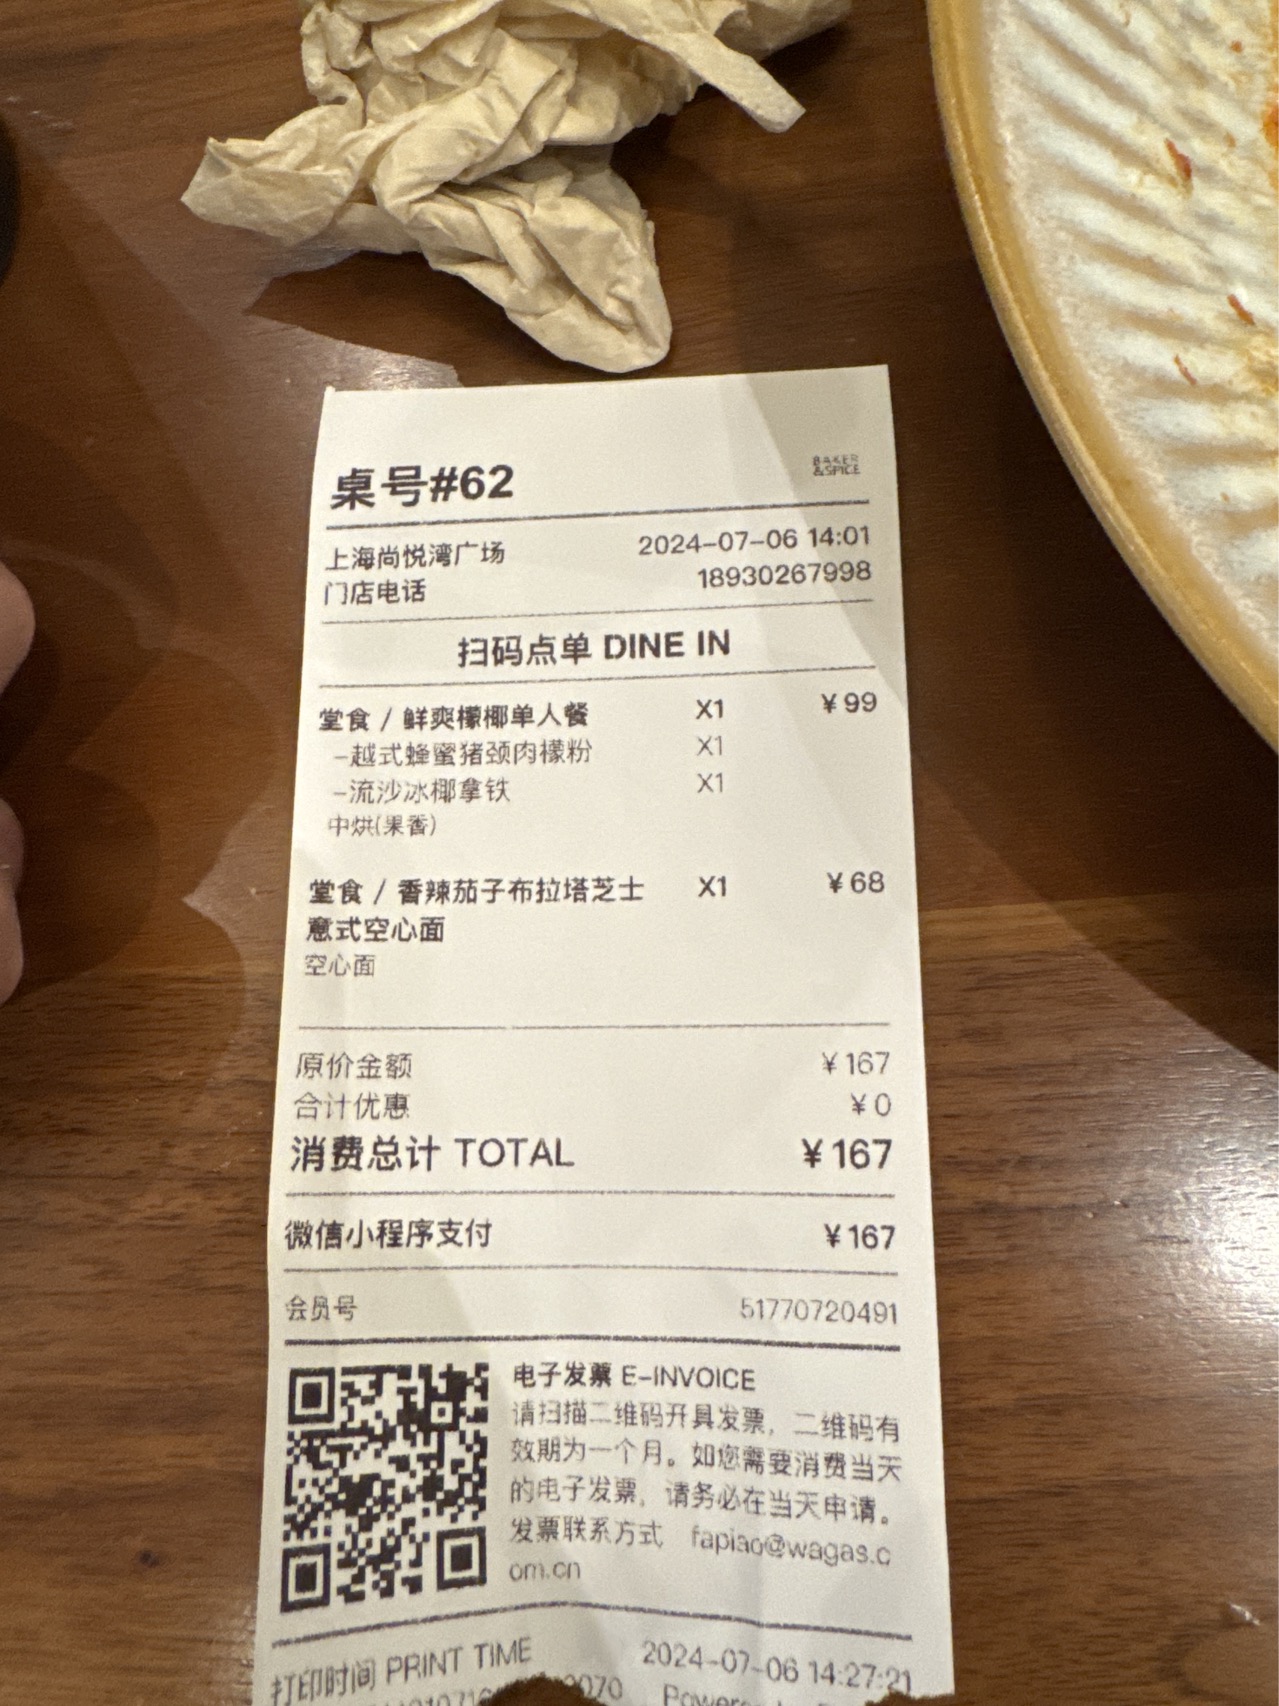 桌号#62
BAKER
&SPICE
上海尚悦湾广场 2024-07-06 14:01
门店电话 18930267998
扫码点单 DINE IN
堂食 / 鲜爽檬椰单人餐 X1 ¥99
-越式蜂蜜猪颈肉檬粉 X1
-流沙冰椰拿铁 X1
中烘(果香)
堂食 / 香辣茄子布拉塔芝士 X1 ¥68
意式空心面
空心面
原价金额 ¥167
合计优惠 ¥0
消费总计 TOTAL ¥167
微信小程序支付 ¥167
会员号 51770720491
电子发票 E-INVOICE
请扫描二维码开具发票，二维码有
效期为一个月。如您需要消费当天
的电子发票，请务必在当天申请。
发票联系方式 fapiao@wagas.c
om.cn
打印时间 PRINT TIME 2024-07-06 14:27:21